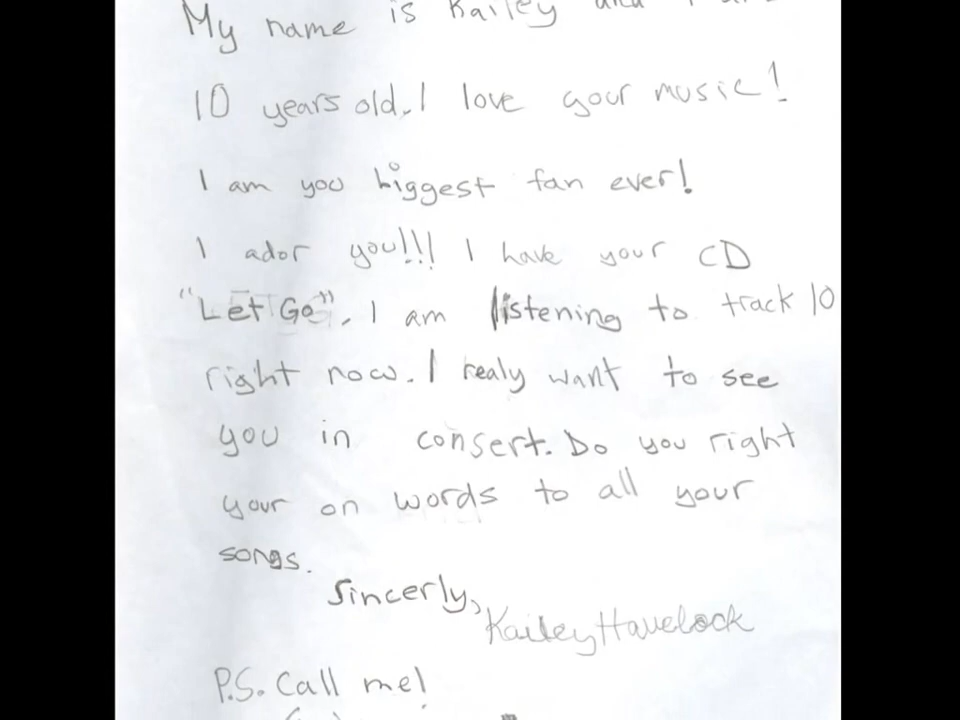 My name is Kailey and I
10 years old. I love your music!
I am you biggest fan ever!
I ador you!!! I have your CD
"Let Go". I am listening to track 10
right now. I realy want to see
you in consert. Do you right
your on words to all your
songs.
Sincerly,
Kailey Havelock
P.S. Call me!